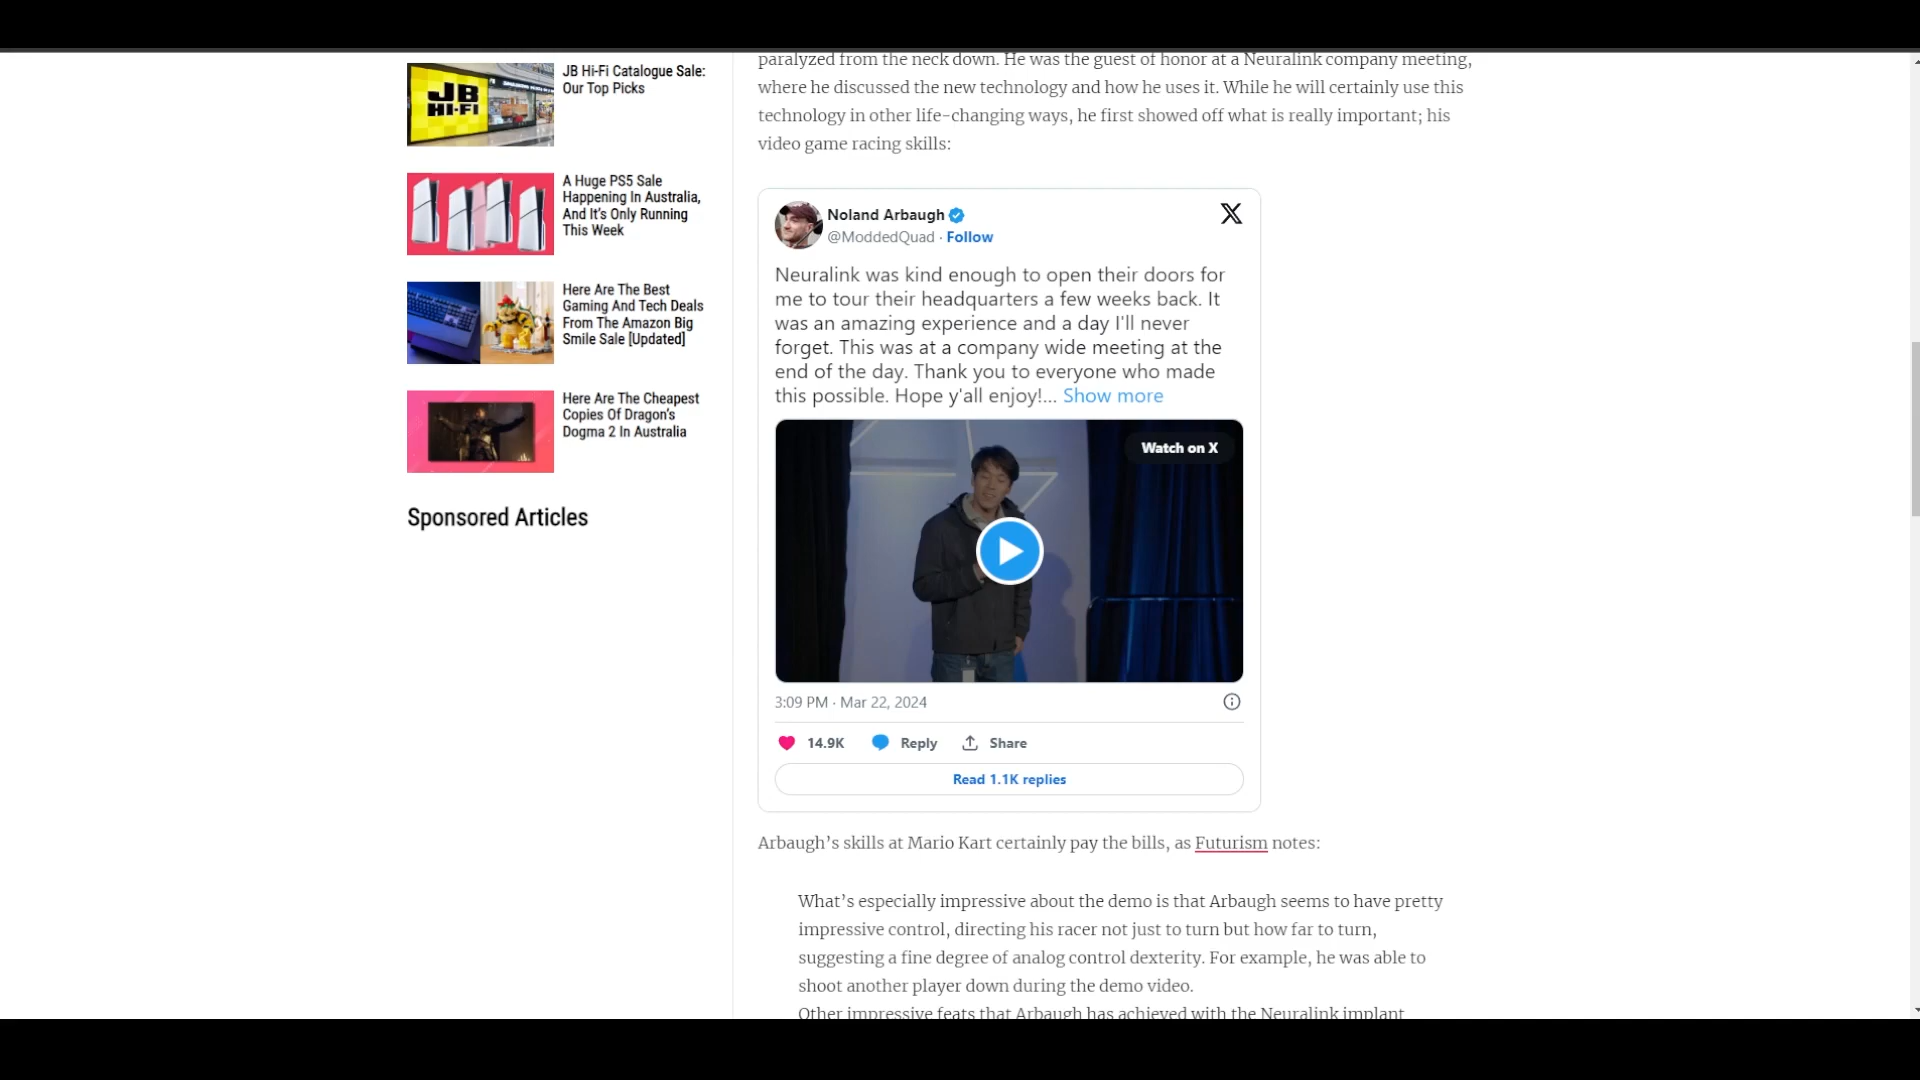 JB Hi-Fi Catalogue Sale:
Our Top Picks
JB
HI-FI
A Huge PS5 Sale
Happening In Australia,
And It's Only Running
This Week
Here Are The Best
Gaming And Tech Deals
From The Amazon Big
Smile Sale [Updated]
Here Are The Cheapest
Copies Of Dragon's
Dogma 2 In Australia
Sponsored Articles
paralyzed from the neck down. He was the guest of honor at a Neuralink company meeting,
where he discussed the new technology and how he uses it. While he will certainly use this
technology in other life-changing ways, he first showed off what is really important; his
video game racing skills:
Noland Arbaugh
@ModdedQuad · Follow
Neuralink was kind enough to open their doors for
me to tour their headquarters a few weeks back. It
was an amazing experience and a day I'll never
forget. This was at a company wide meeting at the
end of the day. Thank you to everyone who made
this possible. Hope y'all enjoy!... Show more
Watch on X
3:09 PM · Mar 22, 2024
14.9K Reply Share
Read 1.1K replies
Arbaugh’s skills at Mario Kart certainly pay the bills, as Futurism notes:
What’s especially impressive about the demo is that Arbaugh seems to have pretty
impressive control, directing his racer not just to turn but how far to turn,
suggesting a fine degree of analog control dexterity. For example, he was able to
shoot another player down during the demo video.
Other impressive feats that Arbaugh has achieved with the Neuralink implant